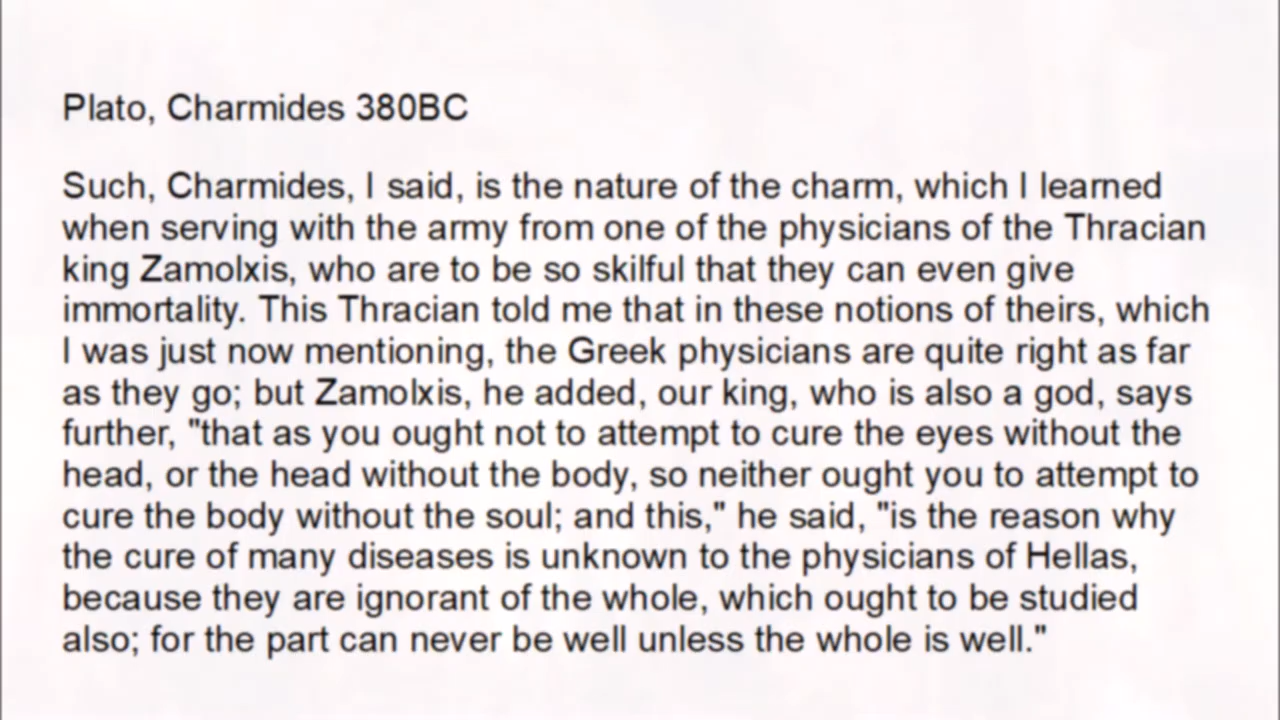 Plato, Charmides 380BC
Such, Charmides, I said, is the nature of the charm, which I learned
when serving with the army from one of the physicians of the Thracian
king Zamolxis, who are to be so skilful that they can even give
immortality. This Thracian told me that in these notions of theirs, which
I was just now mentioning, the Greek physicians are quite right as far
as they go; but Zamolxis, he added, our king, who is also a god, says
further, "that as you ought not to attempt to cure the eyes without the
head, or the head without the body, so neither ought you to attempt to
cure the body without the soul; and this," he said, "is the reason why
the cure of many diseases is unknown to the physicians of Hellas,
because they are ignorant of the whole, which ought to be studied
also; for the part can never be well unless the whole is well."